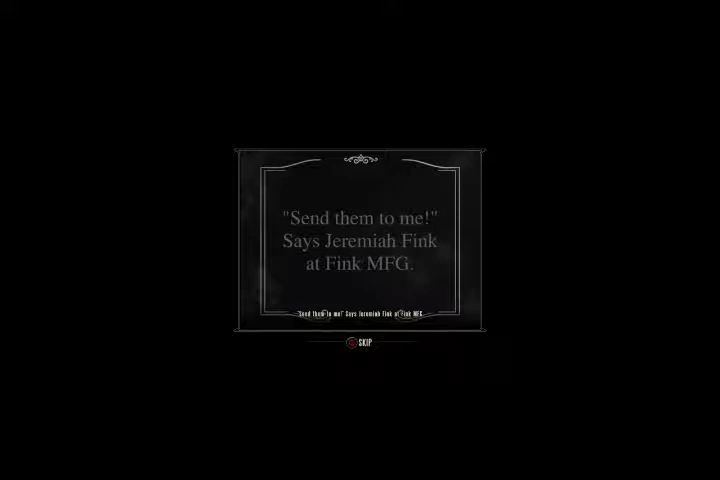 "Send them to me!"
Says Jeremiah Fink
at Fink MFG.
"Send them to me!" Says Jeremiah Fink at Fink MFG.
SKIP